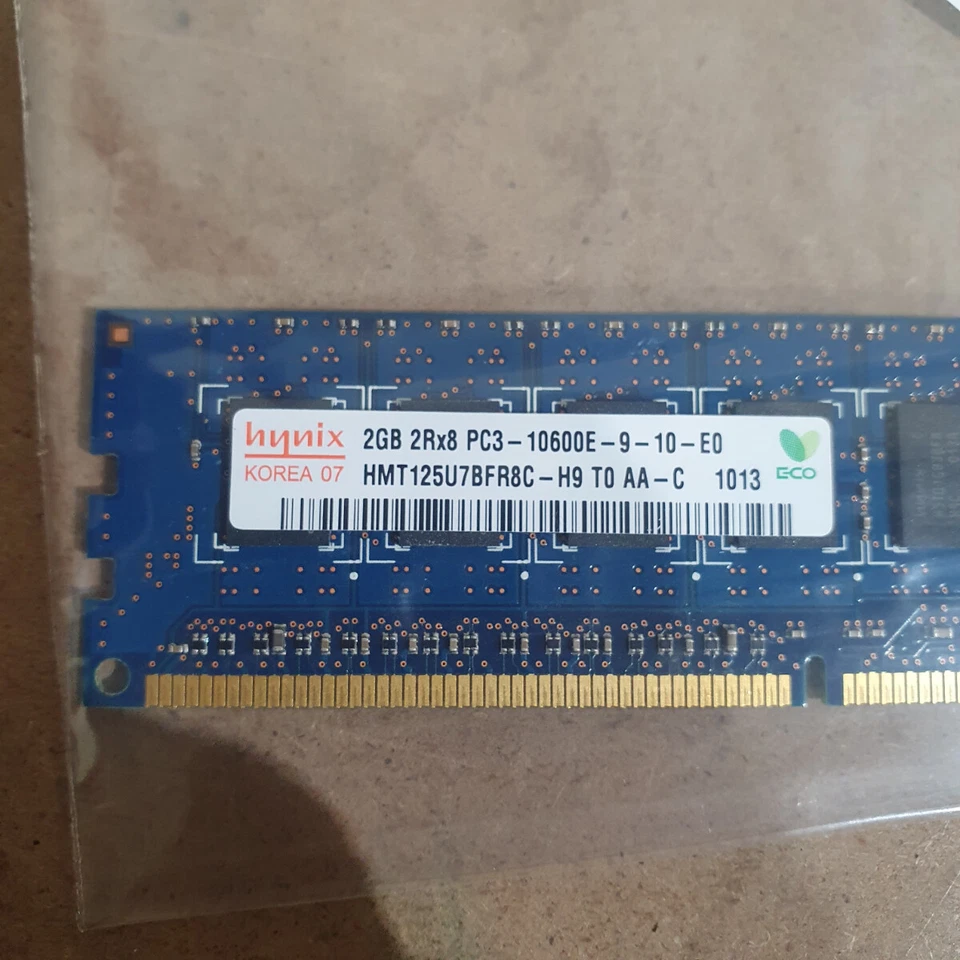 hynix 2GB 2Rx8 PC3-10600E-9-10-E0
KOREA 07 HMT125U7BFR8C-H9 T0 AA-C 1013 ECO